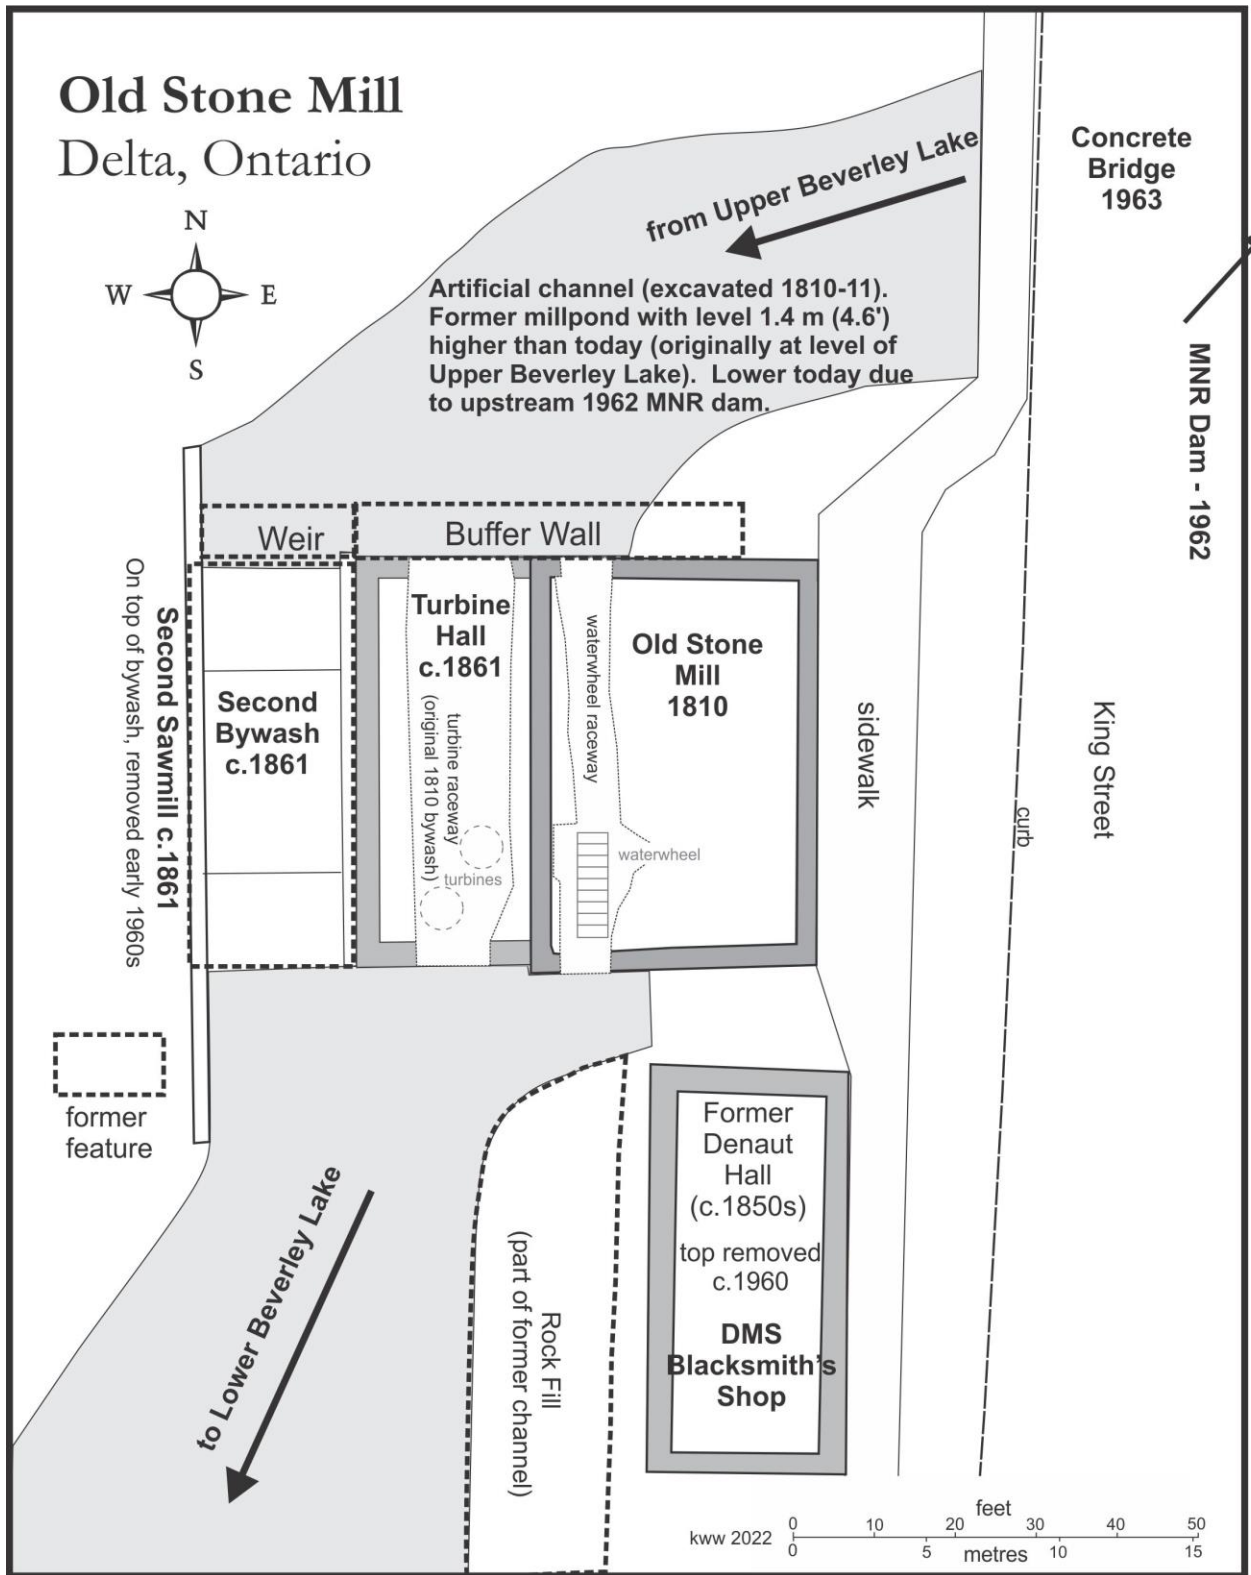 Old Stone Mill
Delta, Ontario
N
W
E
S
from Upper Beverley Lake
Concrete
Bridge
1963
Artificial channel (excavated 1810-11).
Former millpond with level 1.4 m (4.6')
higher than today (originally at level of
Upper Beverley Lake). Lower today due
to upstream 1962 MNR dam.
MNR Dam - 1962
Weir
Buffer Wall
Second Sawmill c.1861
On top of bywash, removed early 1960s
Second
Bywash
c.1861
Turbine
Hall
c.1861
turbine raceway
(original 1810 bywash)
turbines
waterwheel raceway
waterwheel
Old Stone
Mill
1810
sidewalk
curb
King Street
former
feature
to Lower Beverley Lake
Rock Fill
(part of former channel)
Former
Denaut
Hall
(c.1850s)
top removed
c.1960
DMS
Blacksmith's
Shop
kww 2022
feet
0 10 20 30 40 50
0 5 10 15
metres